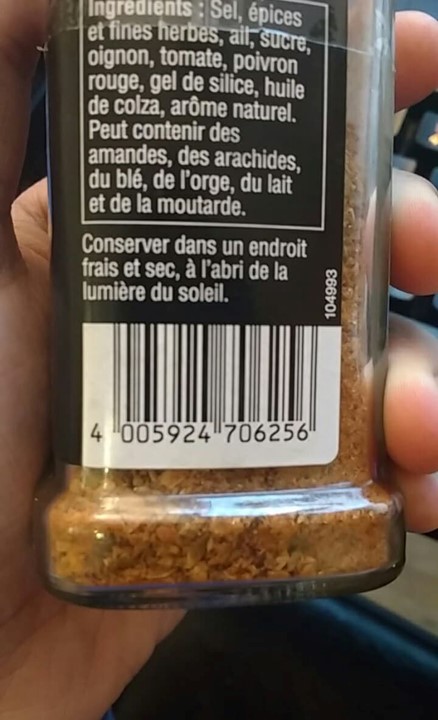 Ingrédients : Sel, épices
et fines herbes, ail, sucre,
oignon, tomate, poivron
rouge, gel de silice, huile
de colza, arôme naturel.
Peut contenir des
amandes, des arachides,
du blé, de l'orge, du lait
et de la moutarde.
Conserver dans un endroit
frais et sec, à l'abri de la
lumière du soleil.
104993
4 005924 706256